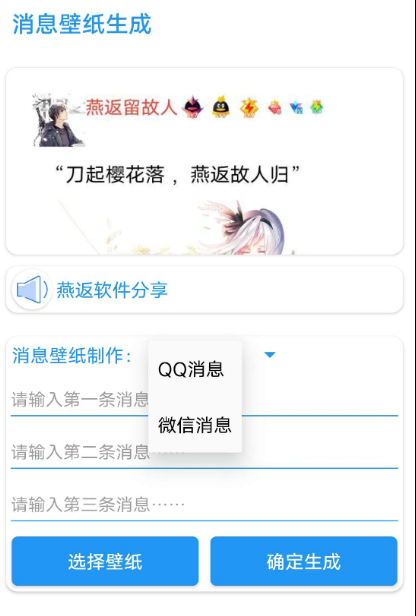 消息壁纸生成
燕返留故人
“刀起樱花落 ，燕返故人归”
燕返软件分享
消息壁纸制作：
QQ消息
请输入第一条消息
微信消息
请输入第二条消息……
请输入第三条消息……
选择壁纸
确定生成